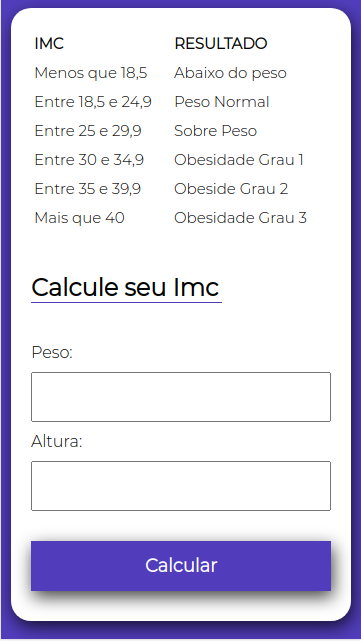 IMC RESULTADO
Menos que 18,5 Abaixo do peso
Entre 18,5 e 24,9 Peso Normal
Entre 25 e 29,9 Sobre Peso
Entre 30 e 34,9 Obesidade Grau 1
Entre 35 e 39,9 Obeside Grau 2
Mais que 40 Obesidade Grau 3
Calcule seu Imc
Peso:
Altura:
Calcular